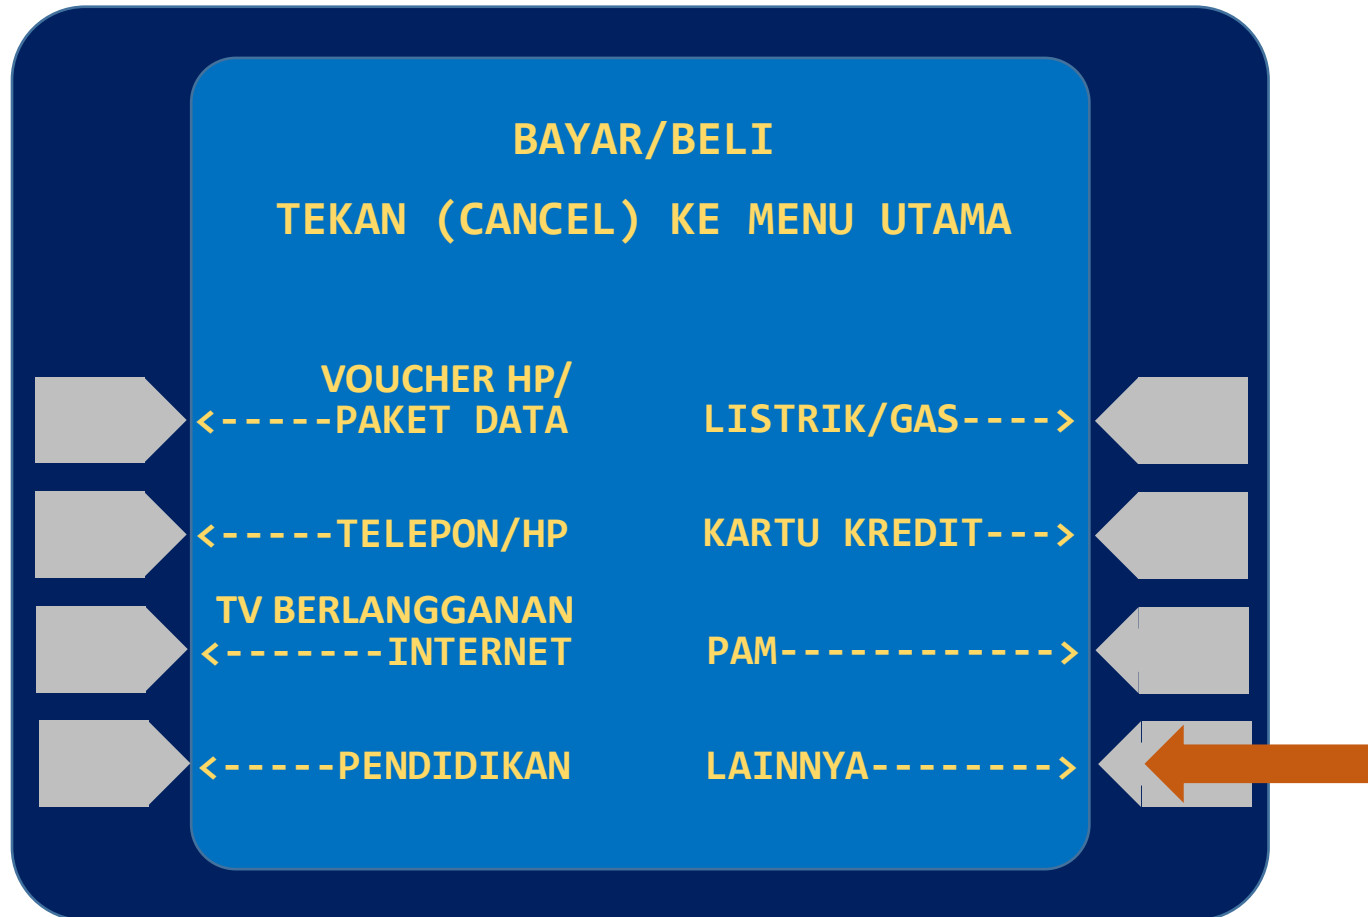 BAYAR/BELI
TEKAN (CANCEL) KE MENU UTAMA
VOUCHER HP/
<-----PAKET DATA
LISTRIK/GAS---->
<-----TELEPON/HP
KARTU KREDIT--->
TV BERLANGGANAN
<-------INTERNET
PAM------------>
<-----PENDIDIKAN
LAINNYA-------->